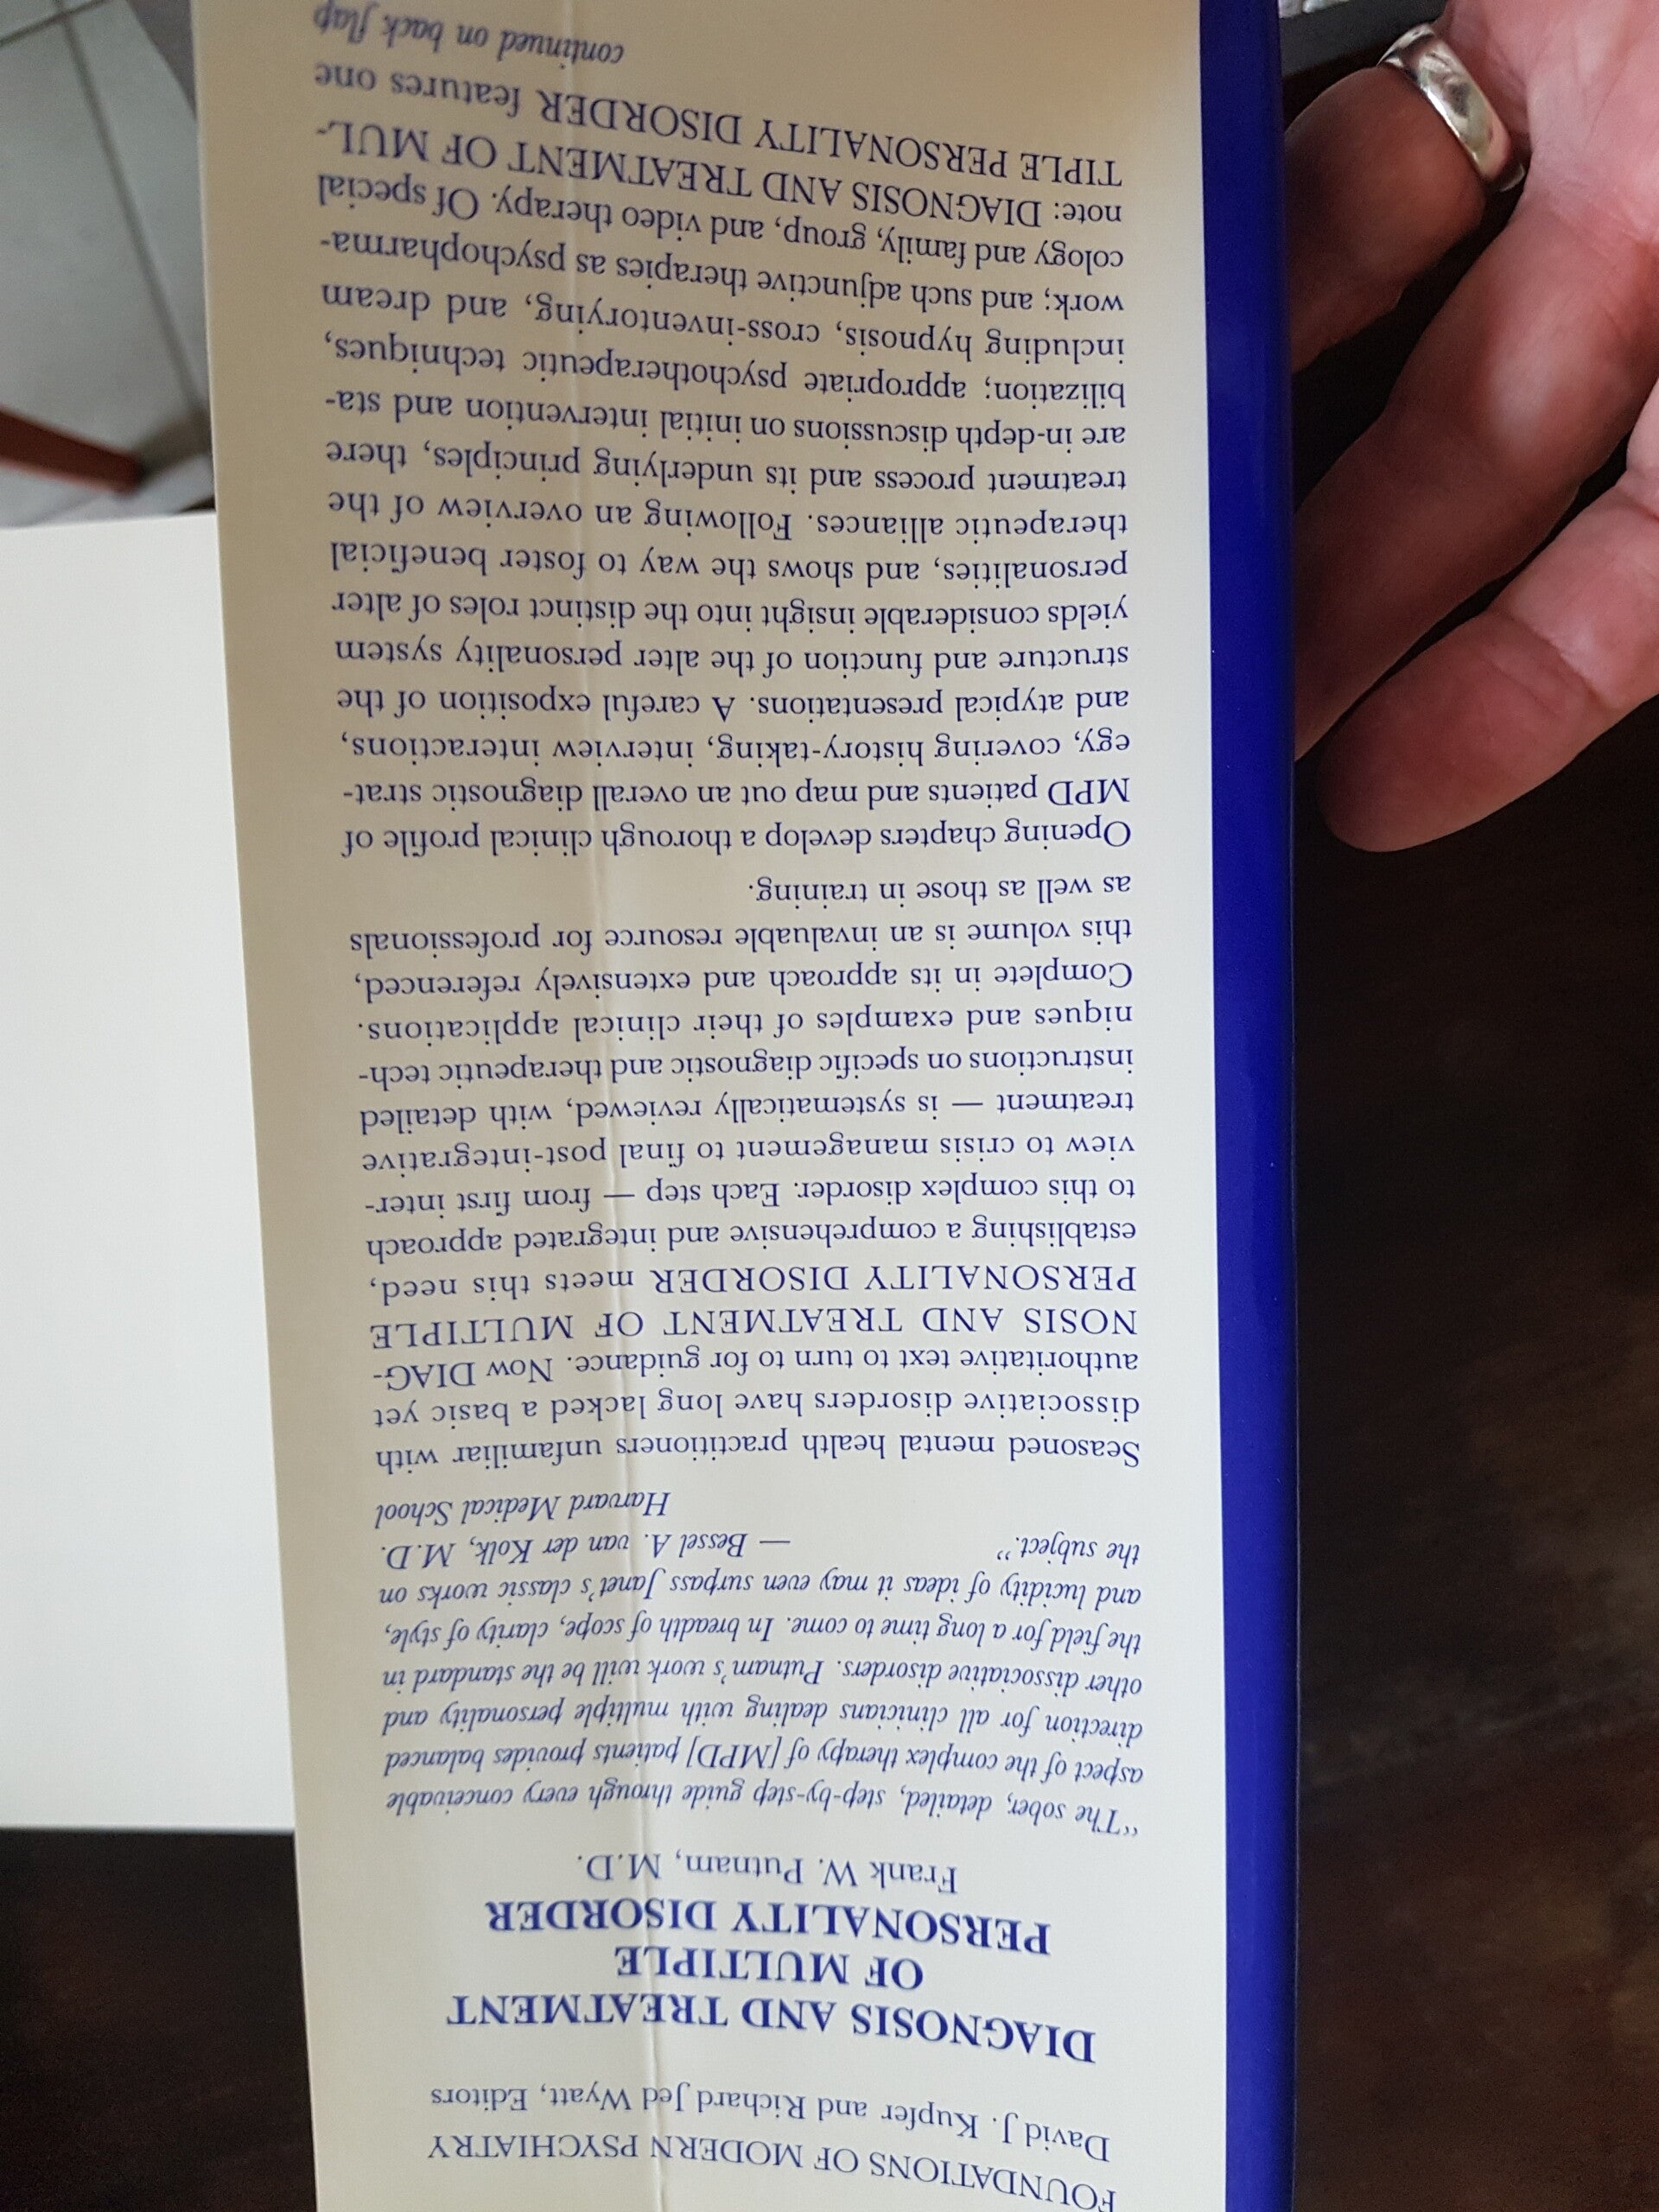 FOUNDATIONS OF MODERN PSYCHIATRY
David J. Kupfer and Richard Jed Wyatt, Editors
DIAGNOSIS AND TREATMENT
OF MULTIPLE
PERSONALITY DISORDER
Frank W. Putnam, M.D.
“The sober, detailed, step-by-step guide through every conceivable
aspect of the complex therapy of [MPD] patients provides balanced
direction for all clinicians dealing with multiple personality and
other dissociative disorders. Putnam’s work will be the standard in
the field for a long time to come. In breadth of scope, clarity of style,
and lucidity of ideas it may even surpass Janet’s classic works on
the subject.” — Bessel A. van der Kolk, M.D.
Harvard Medical School
Seasoned mental health practitioners unfamiliar with
dissociative disorders have long lacked a basic yet
authoritative text to turn to for guidance. Now DIAG-
NOSIS AND TREATMENT OF MULTIPLE
PERSONALITY DISORDER meets this need,
establishing a comprehensive and integrated approach
to this complex disorder. Each step — from first inter-
view to crisis management to final post-integrative
treatment — is systematically reviewed, with detailed
instructions on specific diagnostic and therapeutic tech-
niques and examples of their clinical applications.
Complete in its approach and extensively referenced,
this volume is an invaluable resource for professionals
as well as those in training.
Opening chapters develop a thorough clinical profile of
MPD patients and map out an overall diagnostic strat-
egy, covering history-taking, interview interactions,
and atypical presentations. A careful exposition of the
structure and function of the alter personality system
yields considerable insight into the distinct roles of alter
personalities, and shows the way to foster beneficial
therapeutic alliances. Following an overview of the
treatment process and its underlying principles, there
are in-depth discussions on initial intervention and sta-
bilization; appropriate psychotherapeutic techniques,
including hypnosis, cross-inventorying, and dream
work; and such adjunctive therapies as psychopharma-
cology and family, group, and video therapy. Of special
note: DIAGNOSIS AND TREATMENT OF MUL-
TIPLE PERSONALITY DISORDER features one
continued on back flap